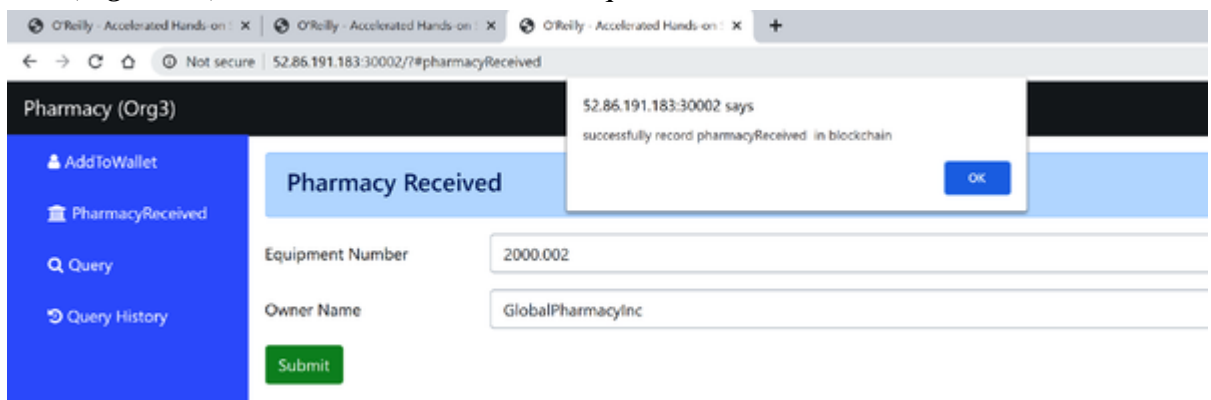 O'Reilly - Accelerated Hands-on S
O'Reilly - Accelerated Hands-on S
O'Reilly - Accelerated Hands-on S
Not secure | 52.86.191.183:30002/?#pharmacyReceived
Pharmacy (Org3)
52.86.191.183:30002 says
successfully record pharmacyReceived in blockchain
OK
AddToWallet
PharmacyReceived
Query
Query History
Pharmacy Received
Equipment Number 2000.002
Owner Name GlobalPharmacyInc
Submit